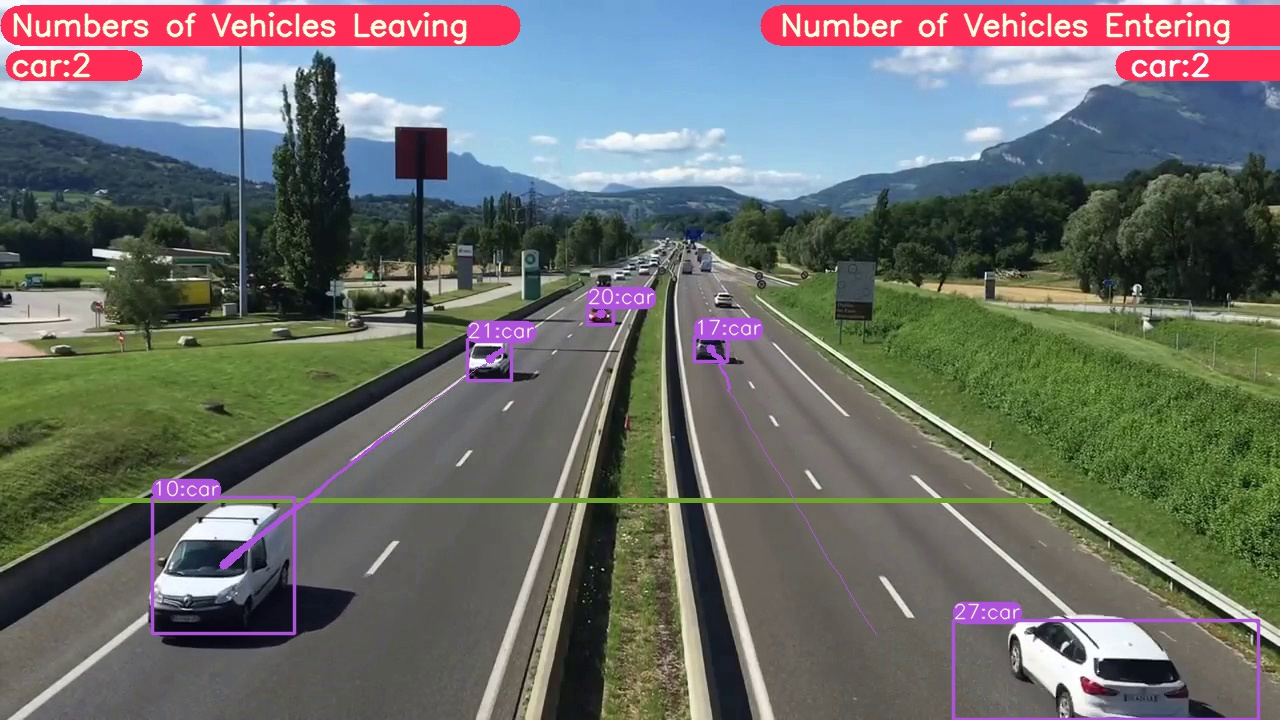 Numbers of Vehicles Leaving
Number of Vehicles Entering
car:2
car:2
20:car
21:car
17:car
10:car
27:car